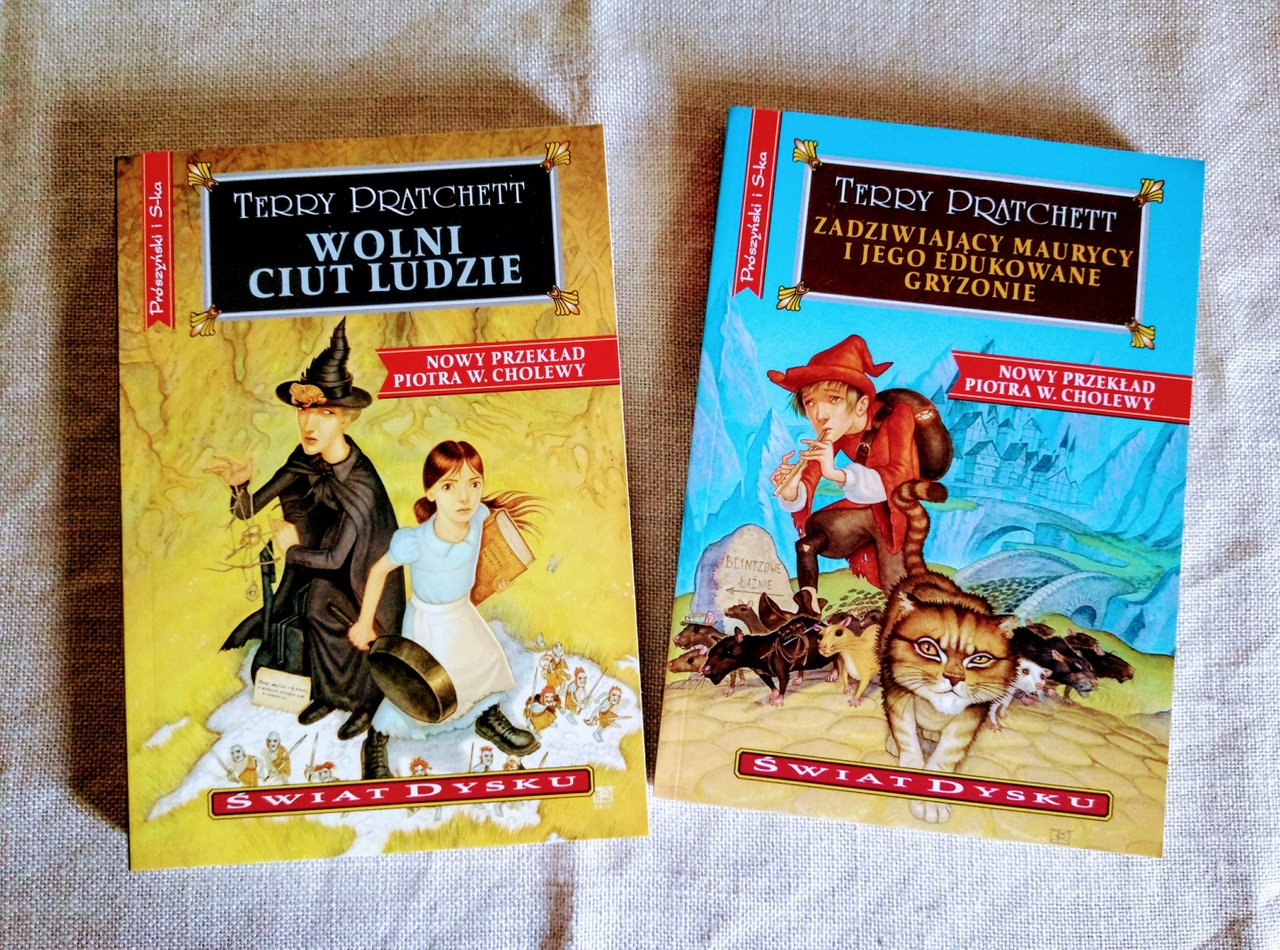 Prószyński i S-ka
TERRY PRATCHETT
WOLNI
CIUT LUDZIE
NOWY PRZEKŁAD
PIOTRA W. CHOLEWY
ŚWIAT DYSKU
Prószyński i S-ka
TERRY PRATCHETT
ZADZIWIAJĄCY MAURYCY
I JEGO EDUKOWANE
GRYZONIE
NOWY PRZEKŁAD
PIOTRA W. CHOLEWY
BLINTZOWE
ŁAŹNIE
ŚWIAT DYSKU